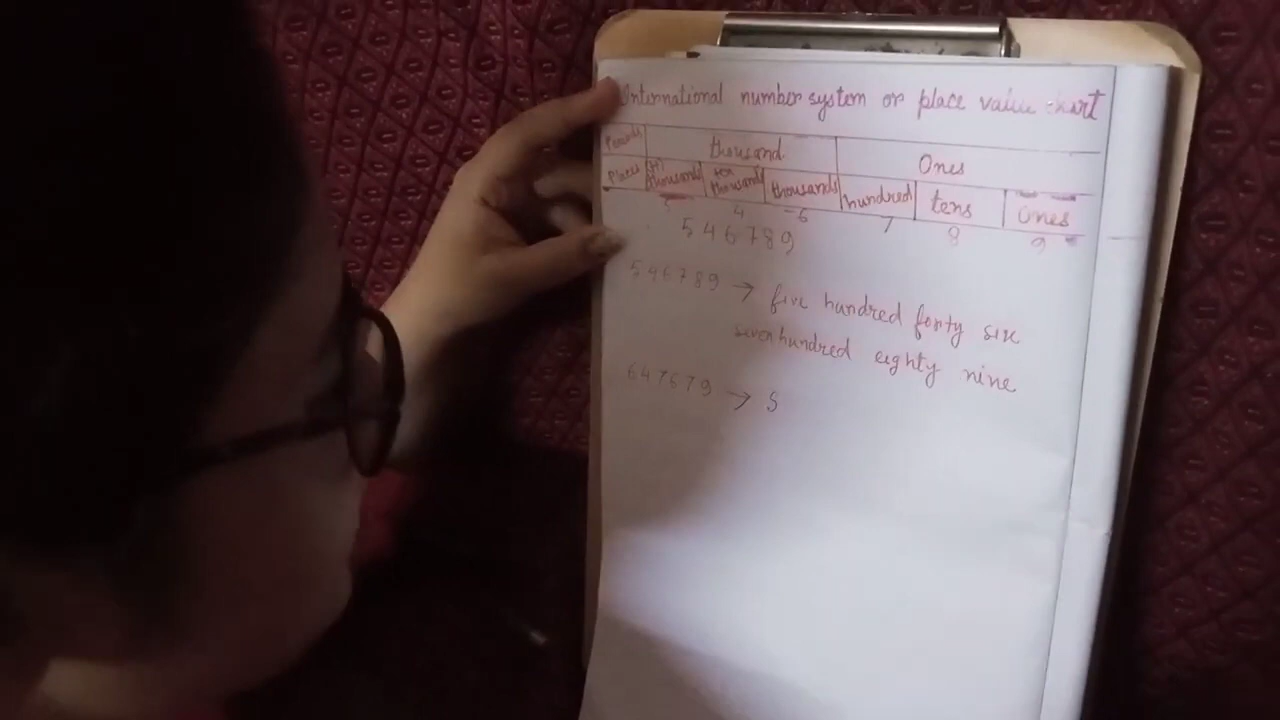 International number system or place value chart
Periods thousand Ones
Places thousands ten thousands thousands hundred tens Ones
5 4 6 7 8 9
546789
546789 → five hundred forty six
seven hundred eighty nine
647679 → S